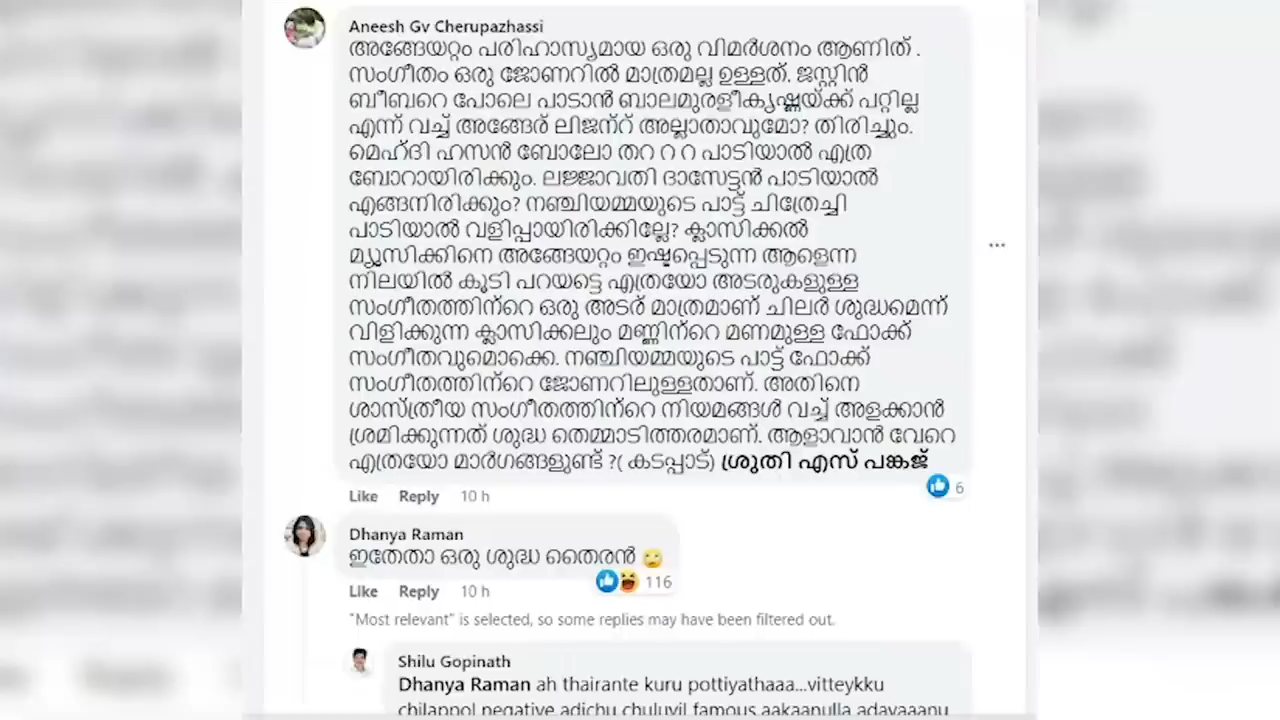 Aneesh Gv Cherupazhassi
അങ്ങേയറ്റം പരിഹാസ്യമായ ഒരു വിമർശനം ആണിത് .
സംഗീതം ഒരു ജോണറിൽ മാത്രമല്ല ഉള്ളത്. ജസ്റ്റിൻ
ബീബറെ പോലെ പാടാൻ ബാലമുരളീകൃഷ്ണയ്ക്ക് പറ്റില്ല
എന്ന് വച്ച് അങ്ങേര് ലിജന്റ് അല്ലാതാവുമോ? തിരിച്ചും.
മെഹ്ദി ഹസൻ ബോലോ തറ റ റ പാടിയാൽ എത്ര
ബോറായിരിക്കും. ലജ്ജാവതി ദാസേട്ടൻ പാടിയാൽ
എങ്ങനിരിക്കും? നഞ്ചിയമ്മയുടെ പാട്ട് ചിത്രേച്ചി
പാടിയാൽ വളിപ്പായിരിക്കില്ലേ? ക്ലാസിക്കൽ
മ്യൂസിക്കിനെ അങ്ങേയറ്റം ഇഷ്ടപ്പെടുന്ന ആളെന്ന
നിലയിൽ കൂടി പറയട്ടെ എത്രയോ അടരുകളുള്ള
സംഗീതത്തിന്റെ ഒരു അടര് മാത്രമാണ് ചിലർ ശുദ്ധമെന്ന്
വിളിക്കുന്ന ക്ലാസിക്കലും മണ്ണിന്റെ മണമുള്ള ഫോക്ക്
സംഗീതവുമൊക്കെ. നഞ്ചിയമ്മയുടെ പാട്ട് ഫോക്ക്
സംഗീതത്തിന്റെ ജോണറിലുള്ളതാണ്. അതിനെ
ശാസ്ത്രീയ സംഗീതത്തിന്റെ നിയമങ്ങൾ വച്ച് അളക്കാൻ
ശ്രമിക്കുന്നത് ശുദ്ധ തെമ്മാടിത്തരമാണ്. ആളാവാൻ വേറെ
എത്രയോ മാർഗങ്ങളുണ്ട് ?( കടപ്പാട്) ശ്രുതി എസ് പങ്കജ്
6
Like Reply 10 h
Dhanya Raman
ഇതേതാ ഒരു ശുദ്ധ തൈരൻ 🙄
116
Like Reply 10 h
"Most relevant" is selected, so some replies may have been filtered out.
Shilu Gopinath
Dhanya Raman ah thairante kuru pottiyathaaa...vitteykku
chilappol negative adichu chuluvil famous aakaanulla adavaaanu